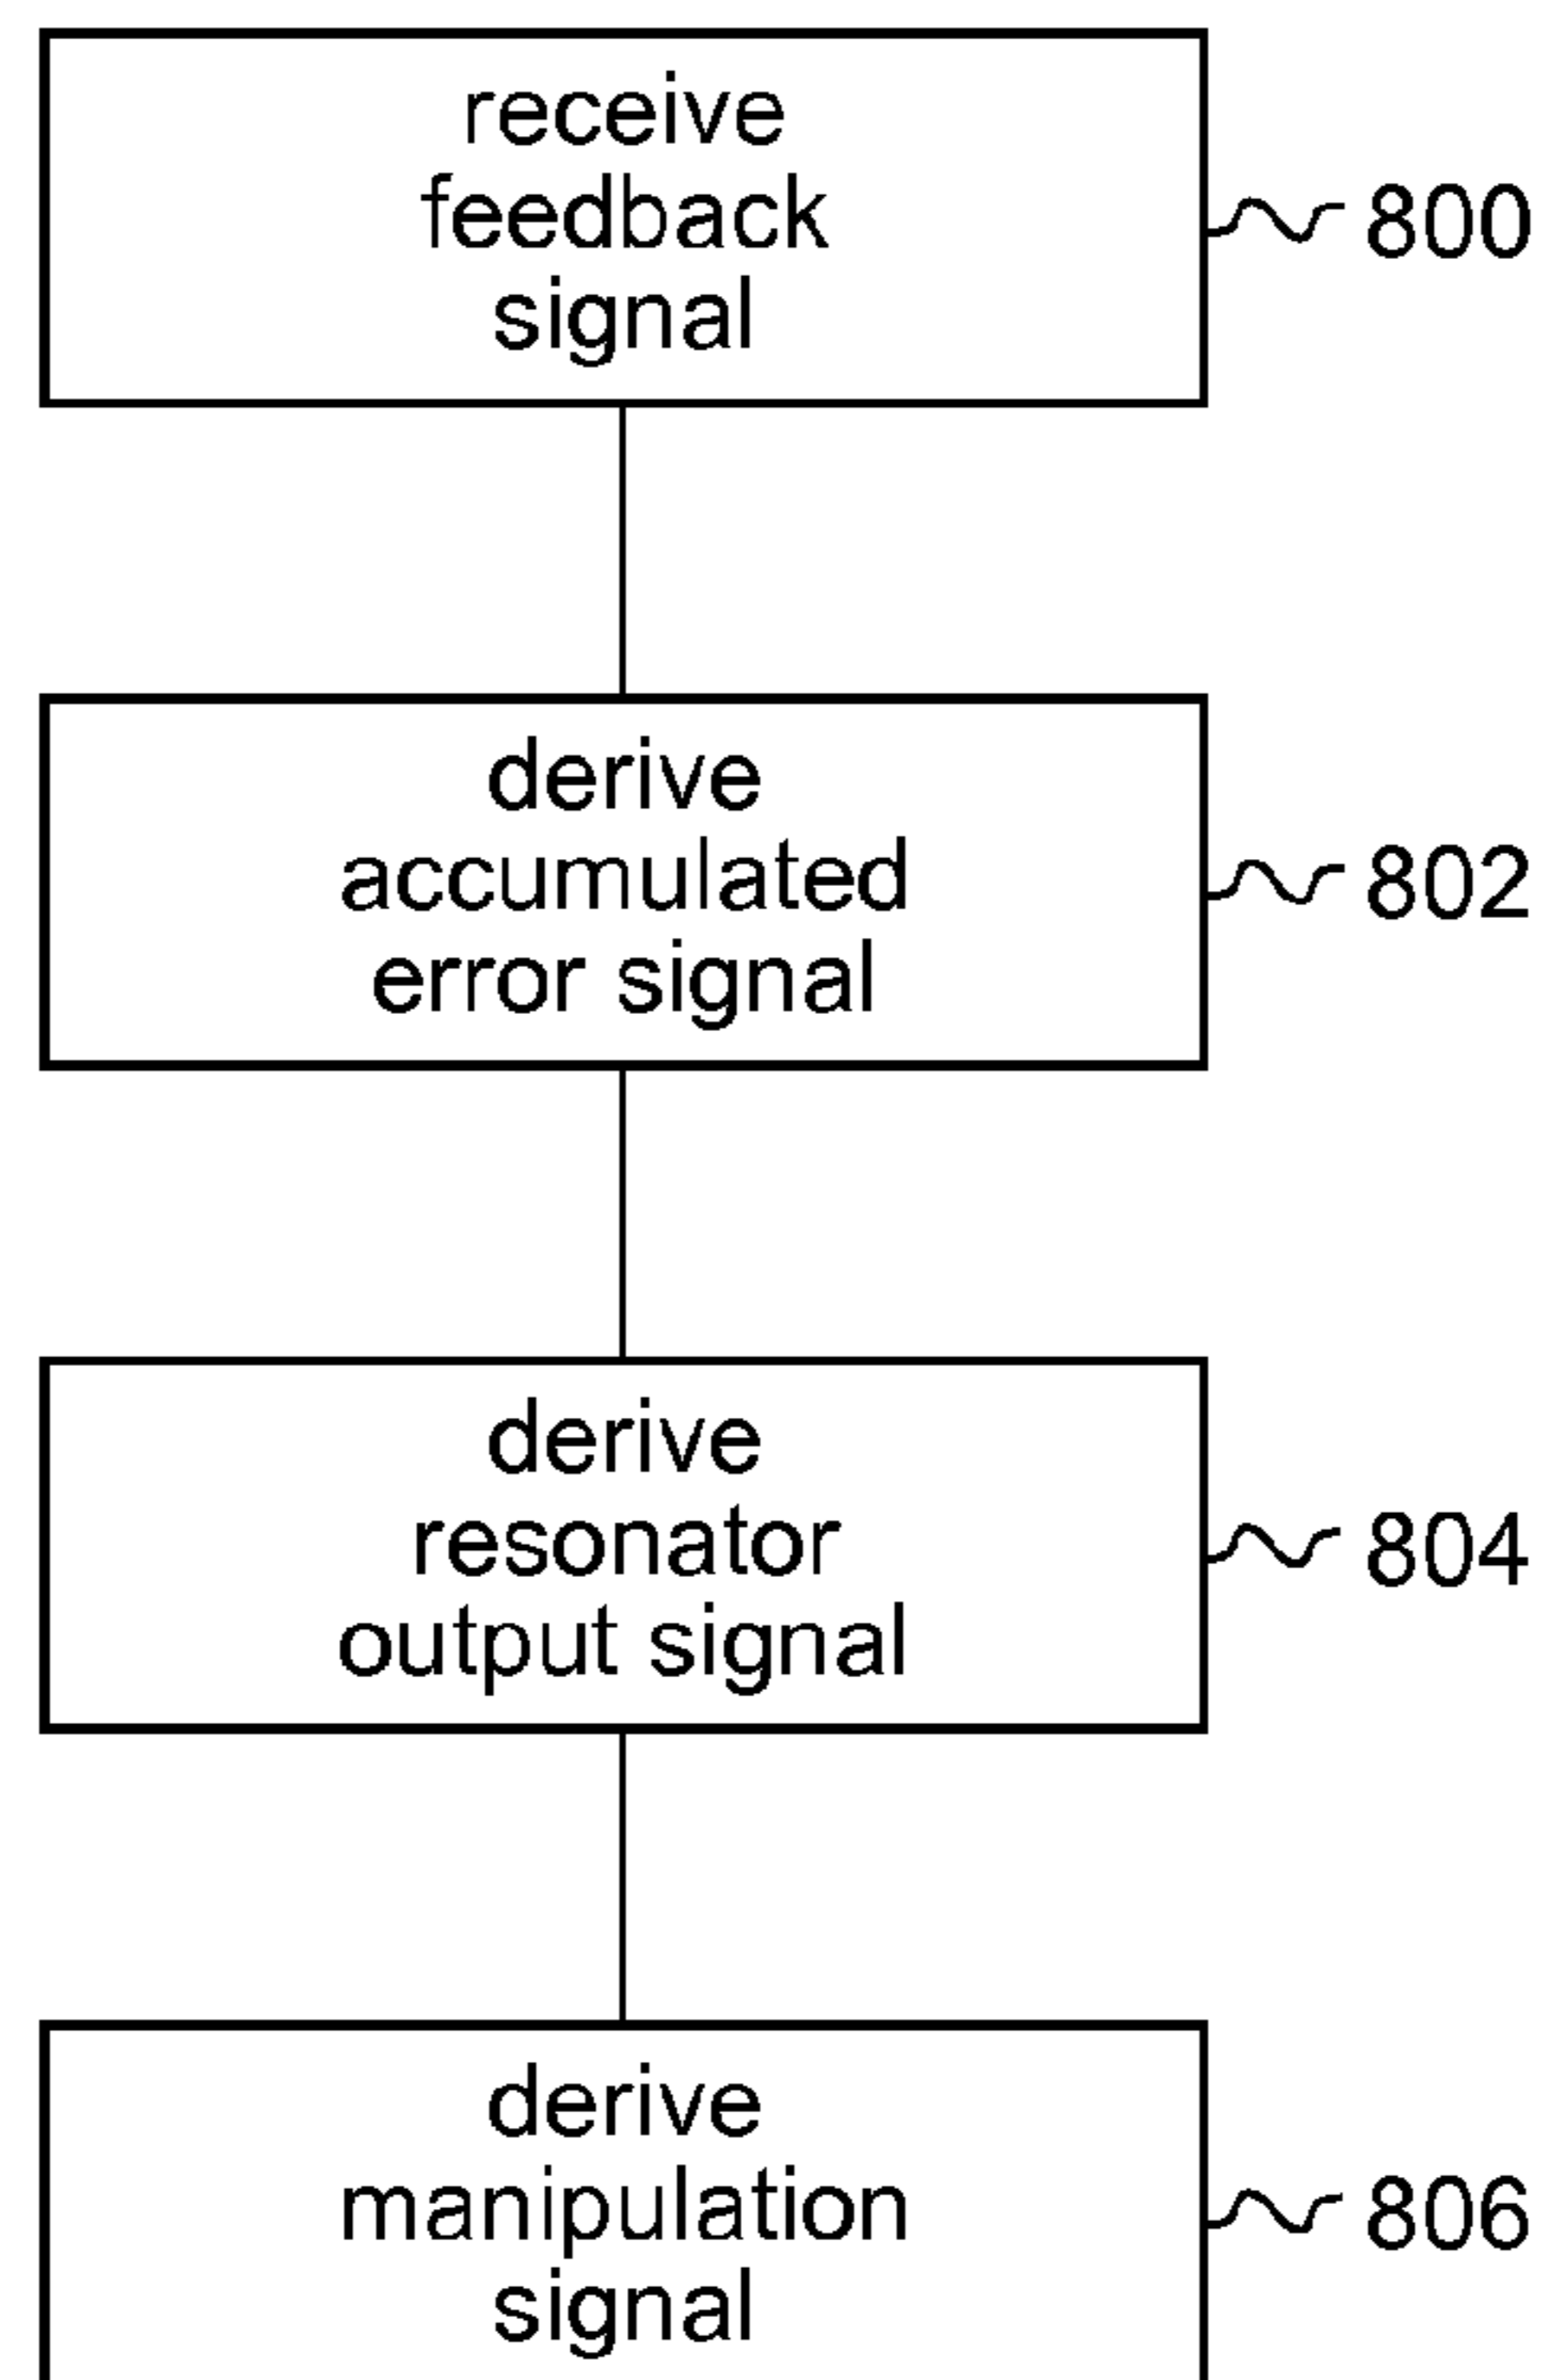 receive
feedback
signal
800
derive
accumulated
error signal
802
derive
resonator
output signal
804
derive
manipulation
signal
806